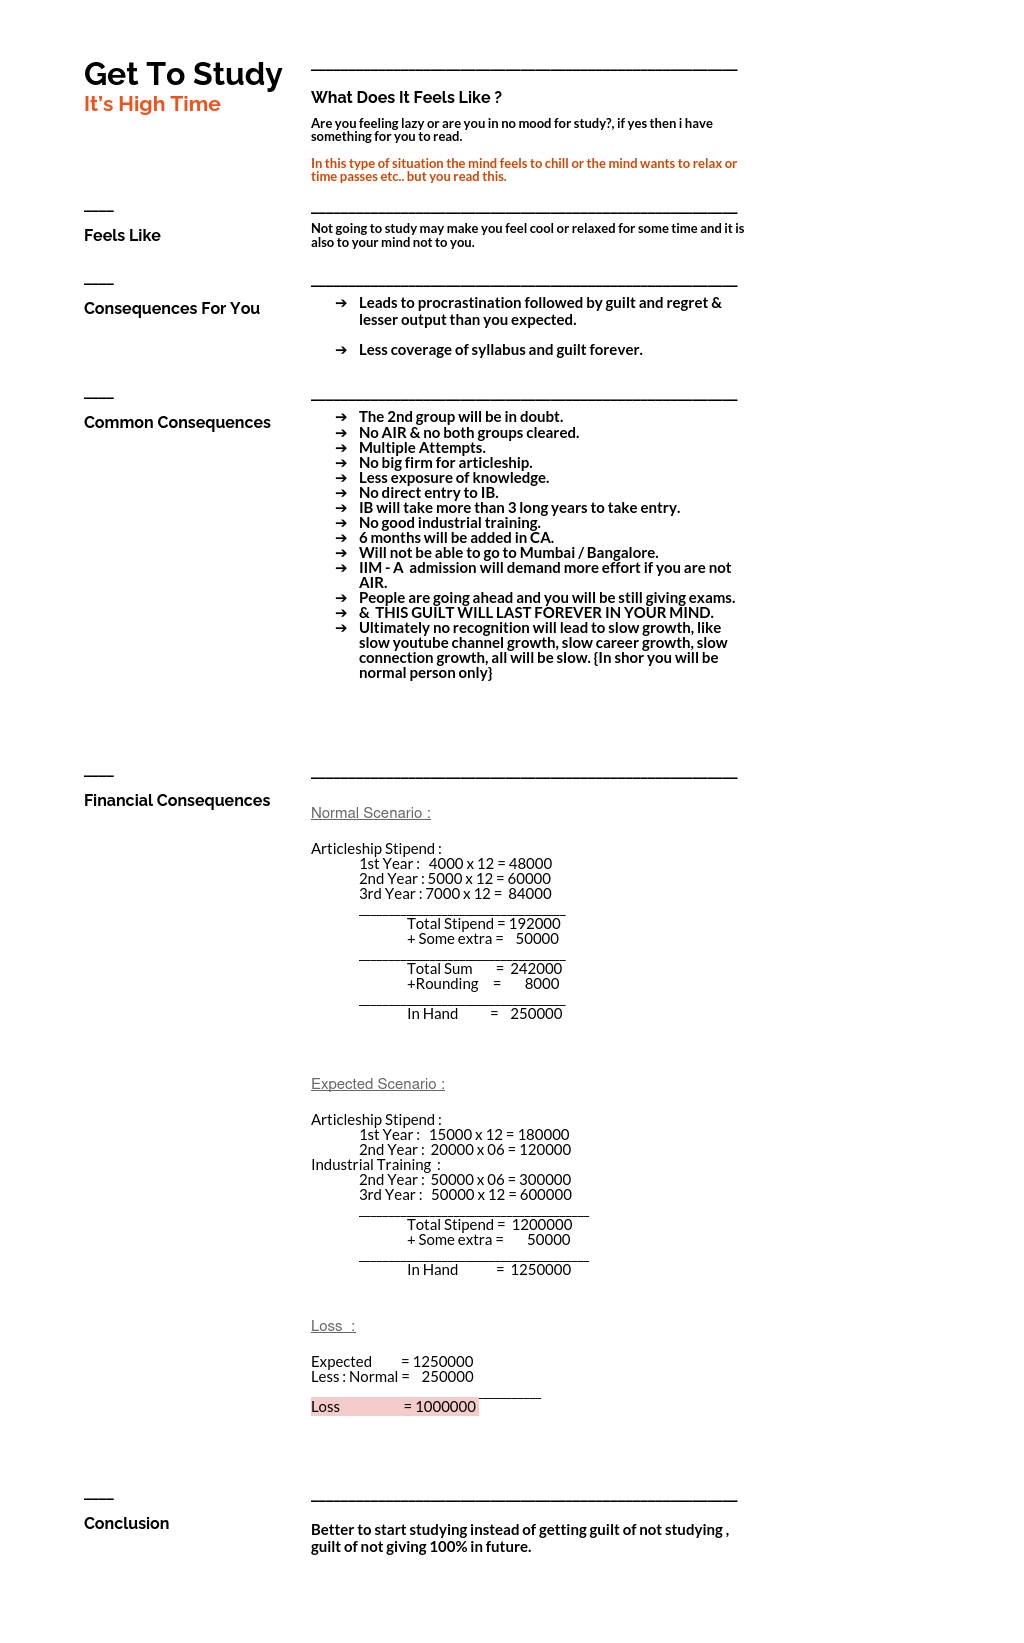 Get To Study
It's High Time
What Does It Feels Like ?
Are you feeling lazy or are you in no mood for study?, if yes then i have
something for you to read.
In this type of situation the mind feels to chill or the mind wants to relax or
time passes etc.. but you read this.
Feels Like
Not going to study may make you feel cool or relaxed for some time and it is
also to your mind not to you.
Consequences For You
➔ Leads to procrastination followed by guilt and regret &
lesser output than you expected.
➔ Less coverage of syllabus and guilt forever.
Common Consequences
➔ The 2nd group will be in doubt.
➔ No AIR & no both groups cleared.
➔ Multiple Attempts.
➔ No big firm for articleship.
➔ Less exposure of knowledge.
➔ No direct entry to IB.
➔ IB will take more than 3 long years to take entry.
➔ No good industrial training.
➔ 6 months will be added in CA.
➔ Will not be able to go to Mumbai / Bangalore.
➔ IIM - A admission will demand more effort if you are not
AIR.
➔ People are going ahead and you will be still giving exams.
➔ & THIS GUILT WILL LAST FOREVER IN YOUR MIND.
➔ Ultimately no recognition will lead to slow growth, like
slow youtube channel growth, slow career growth, slow
connection growth, all will be slow. {In shor you will be
normal person only}
Financial Consequences
Normal Scenario :
Articleship Stipend :
1st Year : 4000 x 12 = 48000
2nd Year : 5000 x 12 = 60000
3rd Year : 7000 x 12 = 84000
Total Stipend = 192000
+ Some extra = 50000
Total Sum = 242000
+Rounding = 8000
In Hand = 250000
Expected Scenario :
Articleship Stipend :
1st Year : 15000 x 12 = 180000
2nd Year : 20000 x 06 = 120000
Industrial Training :
2nd Year : 50000 x 06 = 300000
3rd Year : 50000 x 12 = 600000
Total Stipend = 1200000
+ Some extra = 50000
In Hand = 1250000
Loss :
Expected = 1250000
Less : Normal = 250000
Loss = 1000000
Conclusion
Better to start studying instead of getting guilt of not studying ,
guilt of not giving 100% in future.